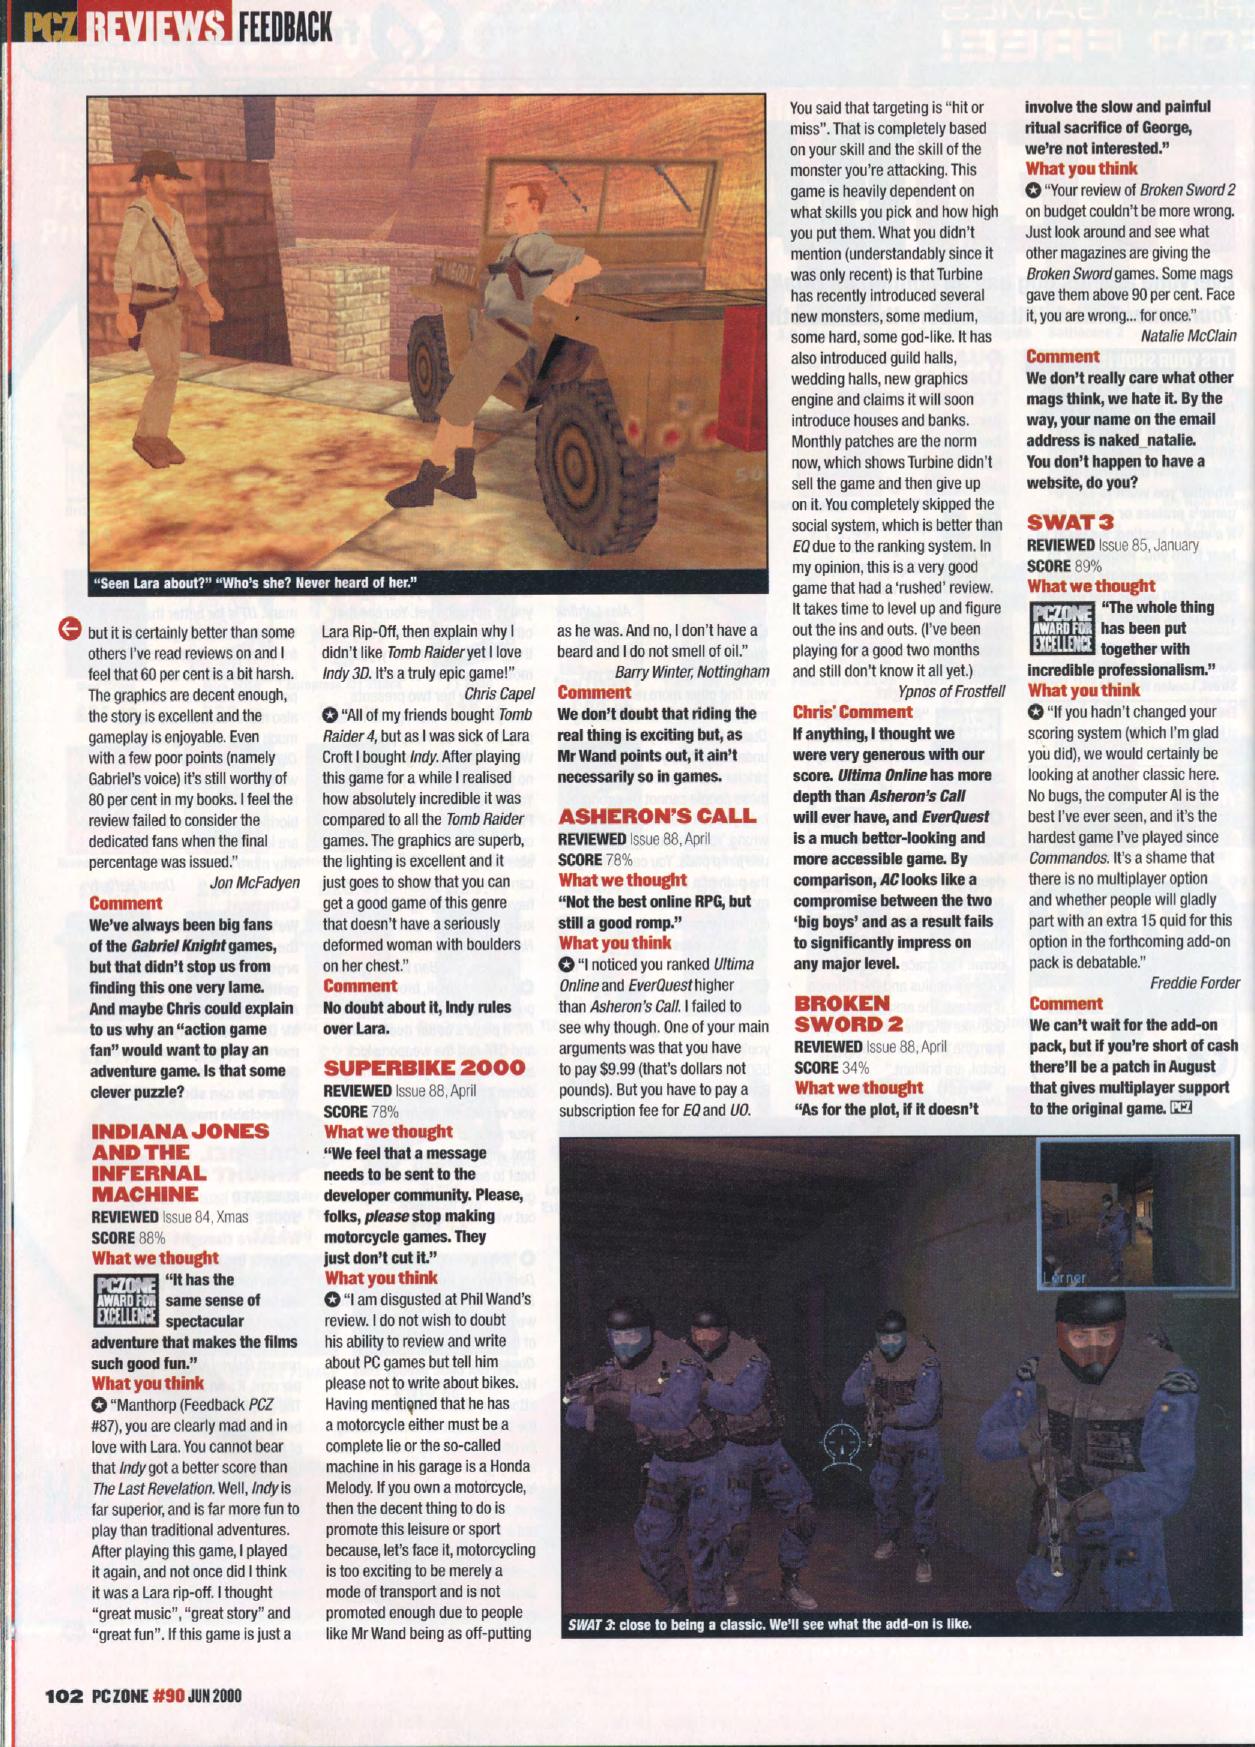 PCZ REVIEWS FEEDBACK
"Seen Lara about?" "Who's she? Never heard of her."
but it is certainly better than some
others I've read reviews on and I
feel that 60 per cent is a bit harsh.
The graphics are decent enough,
the story is excellent and the
gameplay is enjoyable. Even
with a few poor points (namely
Gabriel's voice) it's still worthy of
80 per cent in my books. I feel the
review failed to consider the
dedicated fans when the final
percentage was issued."
Jon McFadyen
Comment
We've always been big fans
of the Gabriel Knight games,
but that didn't stop us from
finding this one very lame.
And maybe Chris could explain
to us why an "action game
fan" would want to play an
adventure game. Is that some
clever puzzle?
INDIANA JONES
AND THE
INFERNAL
MACHINE
REVIEWED Issue 84, Xmas
SCORE 88%
What we thought
PCZONE
AWARD FOR
EXCELLENCE
"It has the
same sense of
spectacular
adventure that makes the films
such good fun."
What you think
"Manthorp (Feedback PCZ
#87), you are clearly mad and in
love with Lara. You cannot bear
that Indy got a better score than
The Last Revelation. Well, Indy is
far superior, and is far more fun to
play than traditional adventures.
After playing this game, I played
it again, and not once did I think
it was a Lara rip-off. I thought
"great music", "great story" and
"great fun". If this game is just a
Lara Rip-Off, then explain why I
didn't like Tomb Raider yet I love
Indy 3D. It's a truly epic game!"
Chris Capel
"All of my friends bought Tomb
Raider 4, but as I was sick of Lara
Croft I bought Indy. After playing
this game for a while I realised
how absolutely incredible it was
compared to all the Tomb Raider
games. The graphics are superb,
the lighting is excellent and it
just goes to show that you can
get a good game of this genre
that doesn't have a seriously
deformed woman with boulders
on her chest."
Comment
No doubt about it, Indy rules
over Lara.
SUPERBIKE 2000
REVIEWED Issue 88, April
SCORE 78%
What we thought
"We feel that a message
needs to be sent to the
developer community. Please,
folks, please stop making
motorcycle games. They
just don't cut it."
What you think
"I am disgusted at Phil Wand's
review. I do not wish to doubt
his ability to review and write
about PC games but tell him
please not to write about bikes.
Having mentioned that he has
a motorcycle either must be a
complete lie or the so-called
machine in his garage is a Honda
Melody. If you own a motorcycle,
then the decent thing to do is
promote this leisure or sport
because, let's face it, motorcycling
is too exciting to be merely a
mode of transport and is not
promoted enough due to people
like Mr Wand being as off-putting
as he was. And no, I don't have a
beard and I do not smell of oil."
Barry Winter, Nottingham
Comment
We don't doubt that riding the
real thing is exciting but, as
Mr Wand points out, it ain't
necessarily so in games.
ASHERON'S CALL
REVIEWED Issue 88, April
SCORE 78%
What we thought
"Not the best online RPG, but
still a good romp."
What you think
"I noticed you ranked Ultima
Online and EverQuest higher
than Asheron's Call. I failed to
see why though. One of your main
arguments was that you have
to pay $9.99 (that's dollars not
pounds). But you have to pay a
subscription fee for EQ and UO.
You said that targeting is "hit or
miss". That is completely based
on your skill and the skill of the
monster you're attacking. This
game is heavily dependent on
what skills you pick and how high
you put them. What you didn't
mention (understandably since it
was only recent) is that Turbine
has recently introduced several
new monsters, some medium,
some hard, some god-like. It has
also introduced guild halls,
wedding halls, new graphics
engine and claims it will soon
introduce houses and banks.
Monthly patches are the norm
now, which shows Turbine didn't
sell the game and then give up
on it. You completely skipped the
social system, which is better than
EQ due to the ranking system. In
my opinion, this is a very good
game that had a 'rushed' review.
It takes time to level up and figure
out the ins and outs. (I've been
playing for a good two months
and still don't know it all yet.)
Ypnos of Frostfell
Chris' Comment
If anything, I thought we
were very generous with our
score. Ultima Online has more
depth than Asheron's Call
will ever have, and EverQuest
is a much better-looking and
more accessible game. By
comparison, AC looks like a
compromise between the two
'big boys' and as a result fails
to significantly impress on
any major level.
BROKEN
SWORD 2
REVIEWED Issue 88, April
SCORE 34%
What we thought
"As for the plot, if it doesn't
involve the slow and painful
ritual sacrifice of George,
we're not interested."
What you think
"Your review of Broken Sword 2
on budget couldn't be more wrong.
Just look around and see what
other magazines are giving the
Broken Sword games. Some mags
gave them above 90 per cent. Face
it, you are wrong... for once."
Natalie McClain
Comment
We don't really care what other
mags think, we hate it. By the
way, your name on the email
address is naked_natalie.
You don't happen to have a
website, do you?
SWAT 3
REVIEWED Issue 85, January
SCORE 89%
What we thought
PCZONE
AWARD FOR
EXCELLENCE
"The whole thing
has been put
together with
incredible professionalism."
What you think
"If you hadn't changed your
scoring system (which I'm glad
you did), we would certainly be
looking at another classic here.
No bugs, the computer AI is the
best I've ever seen, and it's the
hardest game I've played since
Commandos. It's a shame that
there is no multiplayer option
and whether people will gladly
part with an extra 15 quid for this
option in the forthcoming add-on
pack is debatable."
Freddie Forder
Comment
We can't wait for the add-on
pack, but if you're short of cash
there'll be a patch in August
that gives multiplayer support
to the original game. PCZ
Lerner
SWAT 3: close to being a classic. We'll see what the add-on is like.
102 PCZONE #90 JUN 2000